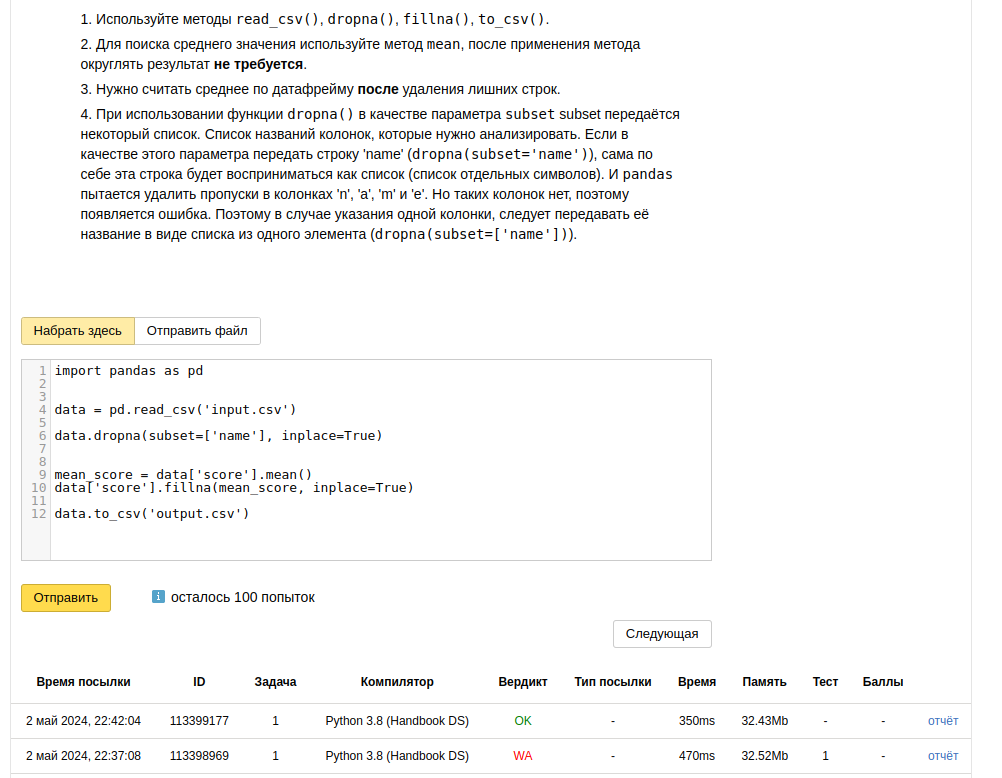 1. Используйте методы read_csv(), dropna(), fillna(), to_csv().
2. Для поиска среднего значения используйте метод mean, после применения метода
округлять результат не требуется.
3. Нужно считать среднее по датафрейму после удаления лишних строк.
4. При использовании функции dropna() в качестве параметра subset subset передаётся
некоторый список. Список названий колонок, которые нужно анализировать. Если в
качестве этого параметра передать строку 'name' (dropna(subset='name')), сама по
себе эта строка будет восприниматься как список (список отдельных символов). И pandas
пытается удалить пропуски в колонках 'n', 'a', 'm' и 'e'. Но таких колонок нет, поэтому
появляется ошибка. Поэтому в случае указания одной колонки, следует передавать её
название в виде списка из одного элемента (dropna(subset=['name'])).
Набрать здесь Отправить файл
1 import pandas as pd
2
3
4 data = pd.read_csv('input.csv')
5
6 data.dropna(subset=['name'], inplace=True)
7
8
9 mean_score = data['score'].mean()
10 data['score'].fillna(mean_score, inplace=True)
11
12 data.to_csv('output.csv')
Отправить i осталось 100 попыток
Следующая
Время посылки ID Задача Компилятор Вердикт Тип посылки Время Память Тест Баллы
2 май 2024, 22:42:04 113399177 1 Python 3.8 (Handbook DS) OK - 350ms 32.43Mb - - отчёт
2 май 2024, 22:37:08 113398969 1 Python 3.8 (Handbook DS) WA - 470ms 32.52Mb 1 - отчёт